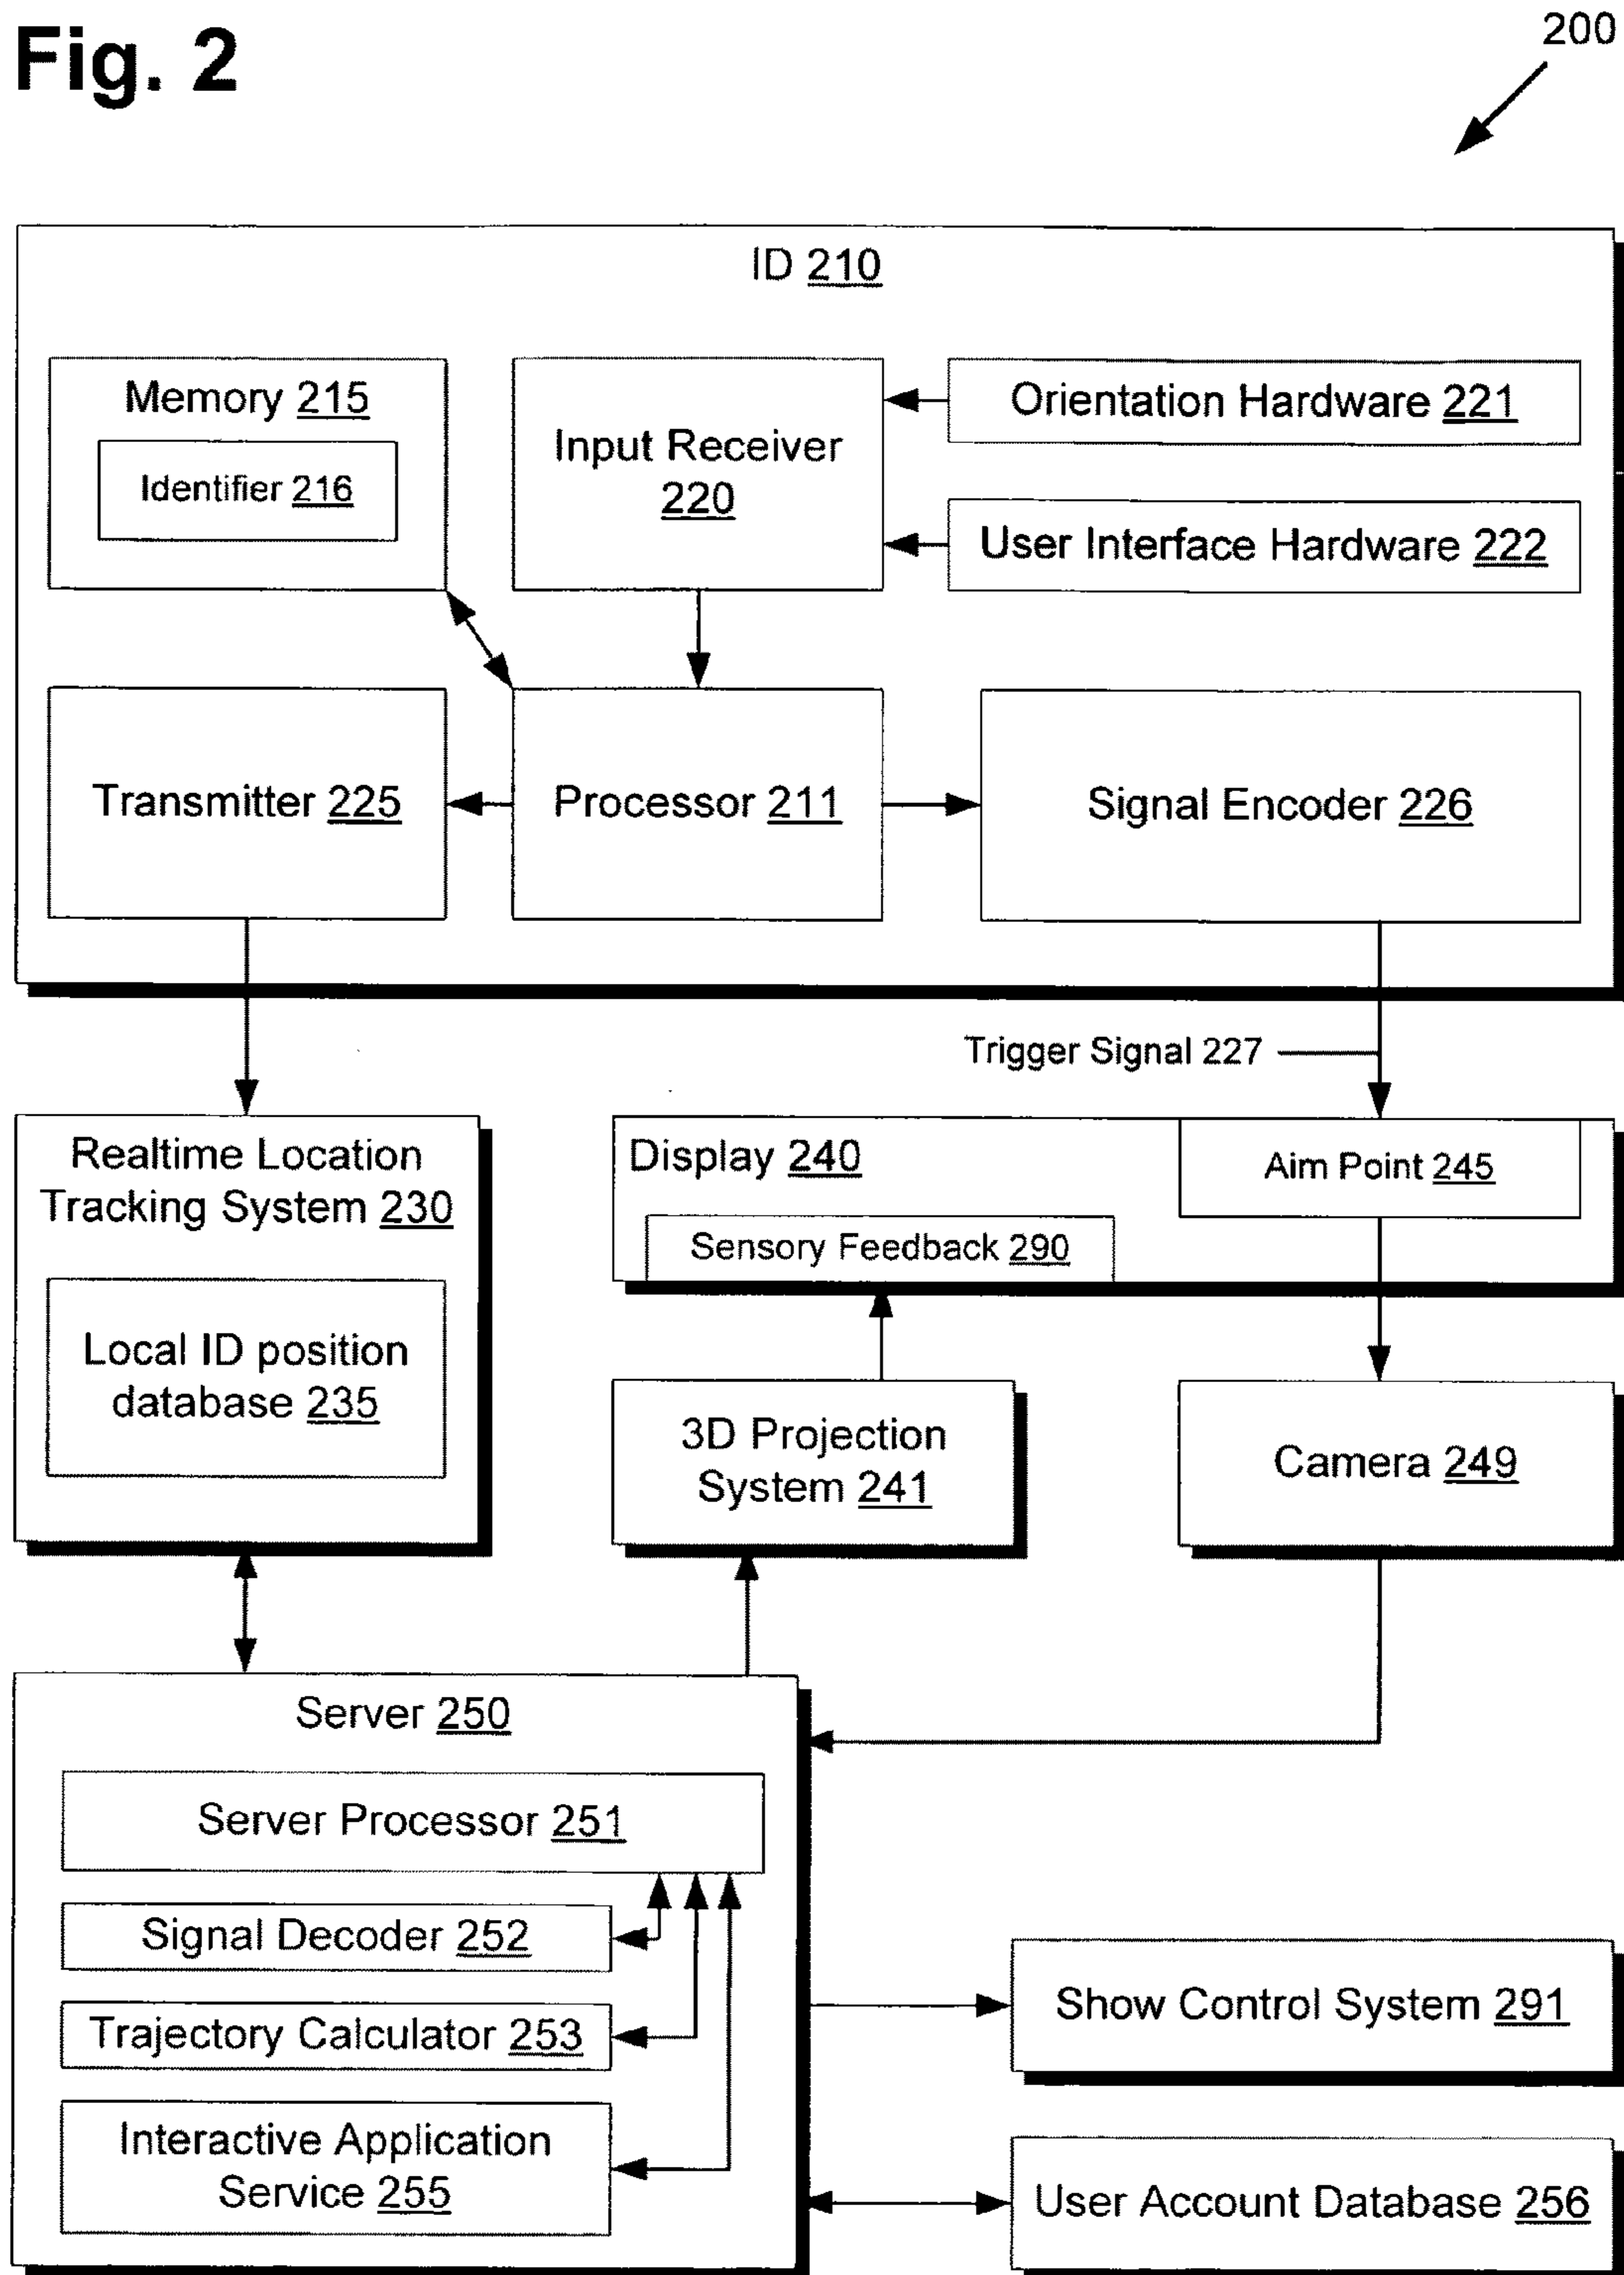 Fig. 2
200
ID 210
Memory 215
Identifier 216
Input Receiver
220
Orientation Hardware 221
User Interface Hardware 222
Transmitter 225
Processor 211
Signal Encoder 226
Trigger Signal 227
Realtime Location
Tracking System 230
Local ID position
database 235
Display 240
Aim Point 245
Sensory Feedback 290
3D Projection
System 241
Camera 249
Server 250
Server Processor 251
Signal Decoder 252
Trajectory Calculator 253
Interactive Application
Service 255
Show Control System 291
User Account Database 256